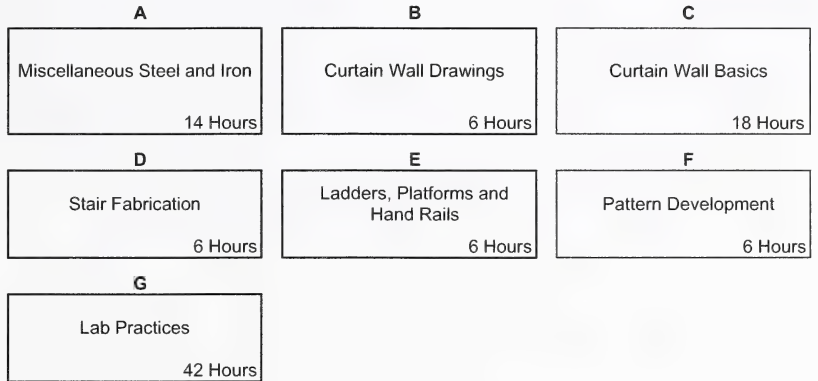 A
Miscellaneous Steel and Iron
14 Hours
B
Curtain Wall Drawings
6 Hours
C
Curtain Wall Basics
18 Hours
D
Stair Fabrication
6 Hours
E
Ladders, Platforms and
Hand Rails
6 Hours
F
Pattern Development
6 Hours
G
Lab Practices
42 Hours